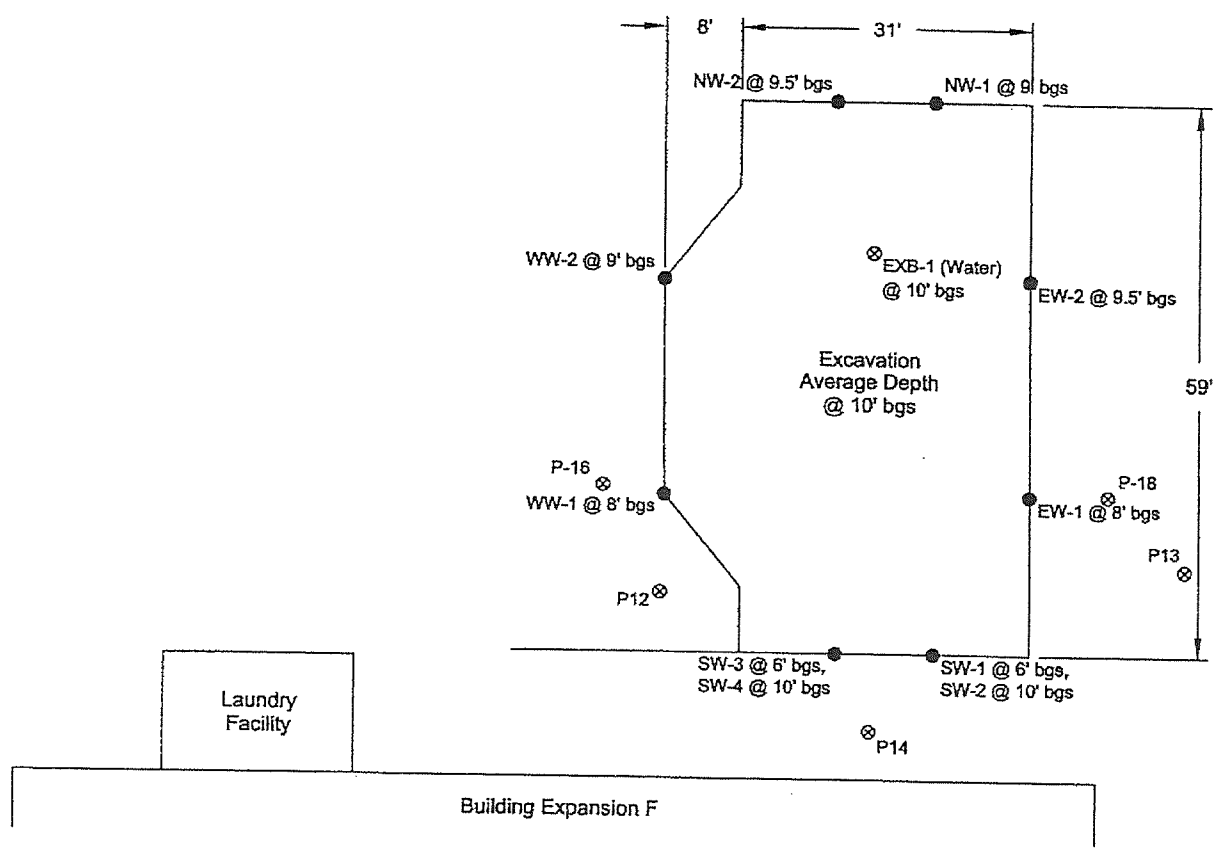 8'
31'
NW-2 @ 9.5' bgs
NW-1 @ 9' bgs
WW-2 @ 9' bgs
EXB-1 (Water)
@ 10' bgs
EW-2 @ 9.5' bgs
Excavation
Average Depth
@ 10' bgs
59'
P-16
WW-1 @ 8' bgs
P-18
EW-1 @ 8' bgs
P13
P12
SW-3 @ 6' bgs,
SW-4 @ 10' bgs
SW-1 @ 6' bgs,
SW-2 @ 10' bgs
Laundry
Facility
P14
Building Expansion F